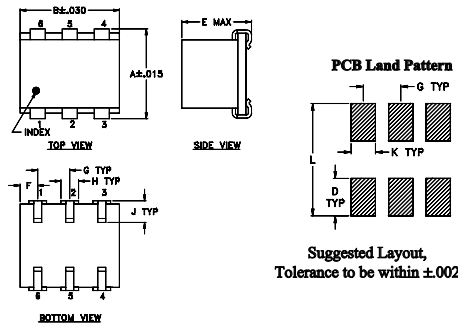 B±.030
6 5 4
A±.015
INDEX
1 2 3
TOP VIEW
E MAX
SIDE VIEW
PCB Land Pattern
G TYP
L
K TYP
D
TYP
Suggested Layout,
Tolerance to be within ±.002
G TYP
H TYP
F
1 2 3
J TYP
6 5 4
BOTTOM VIEW